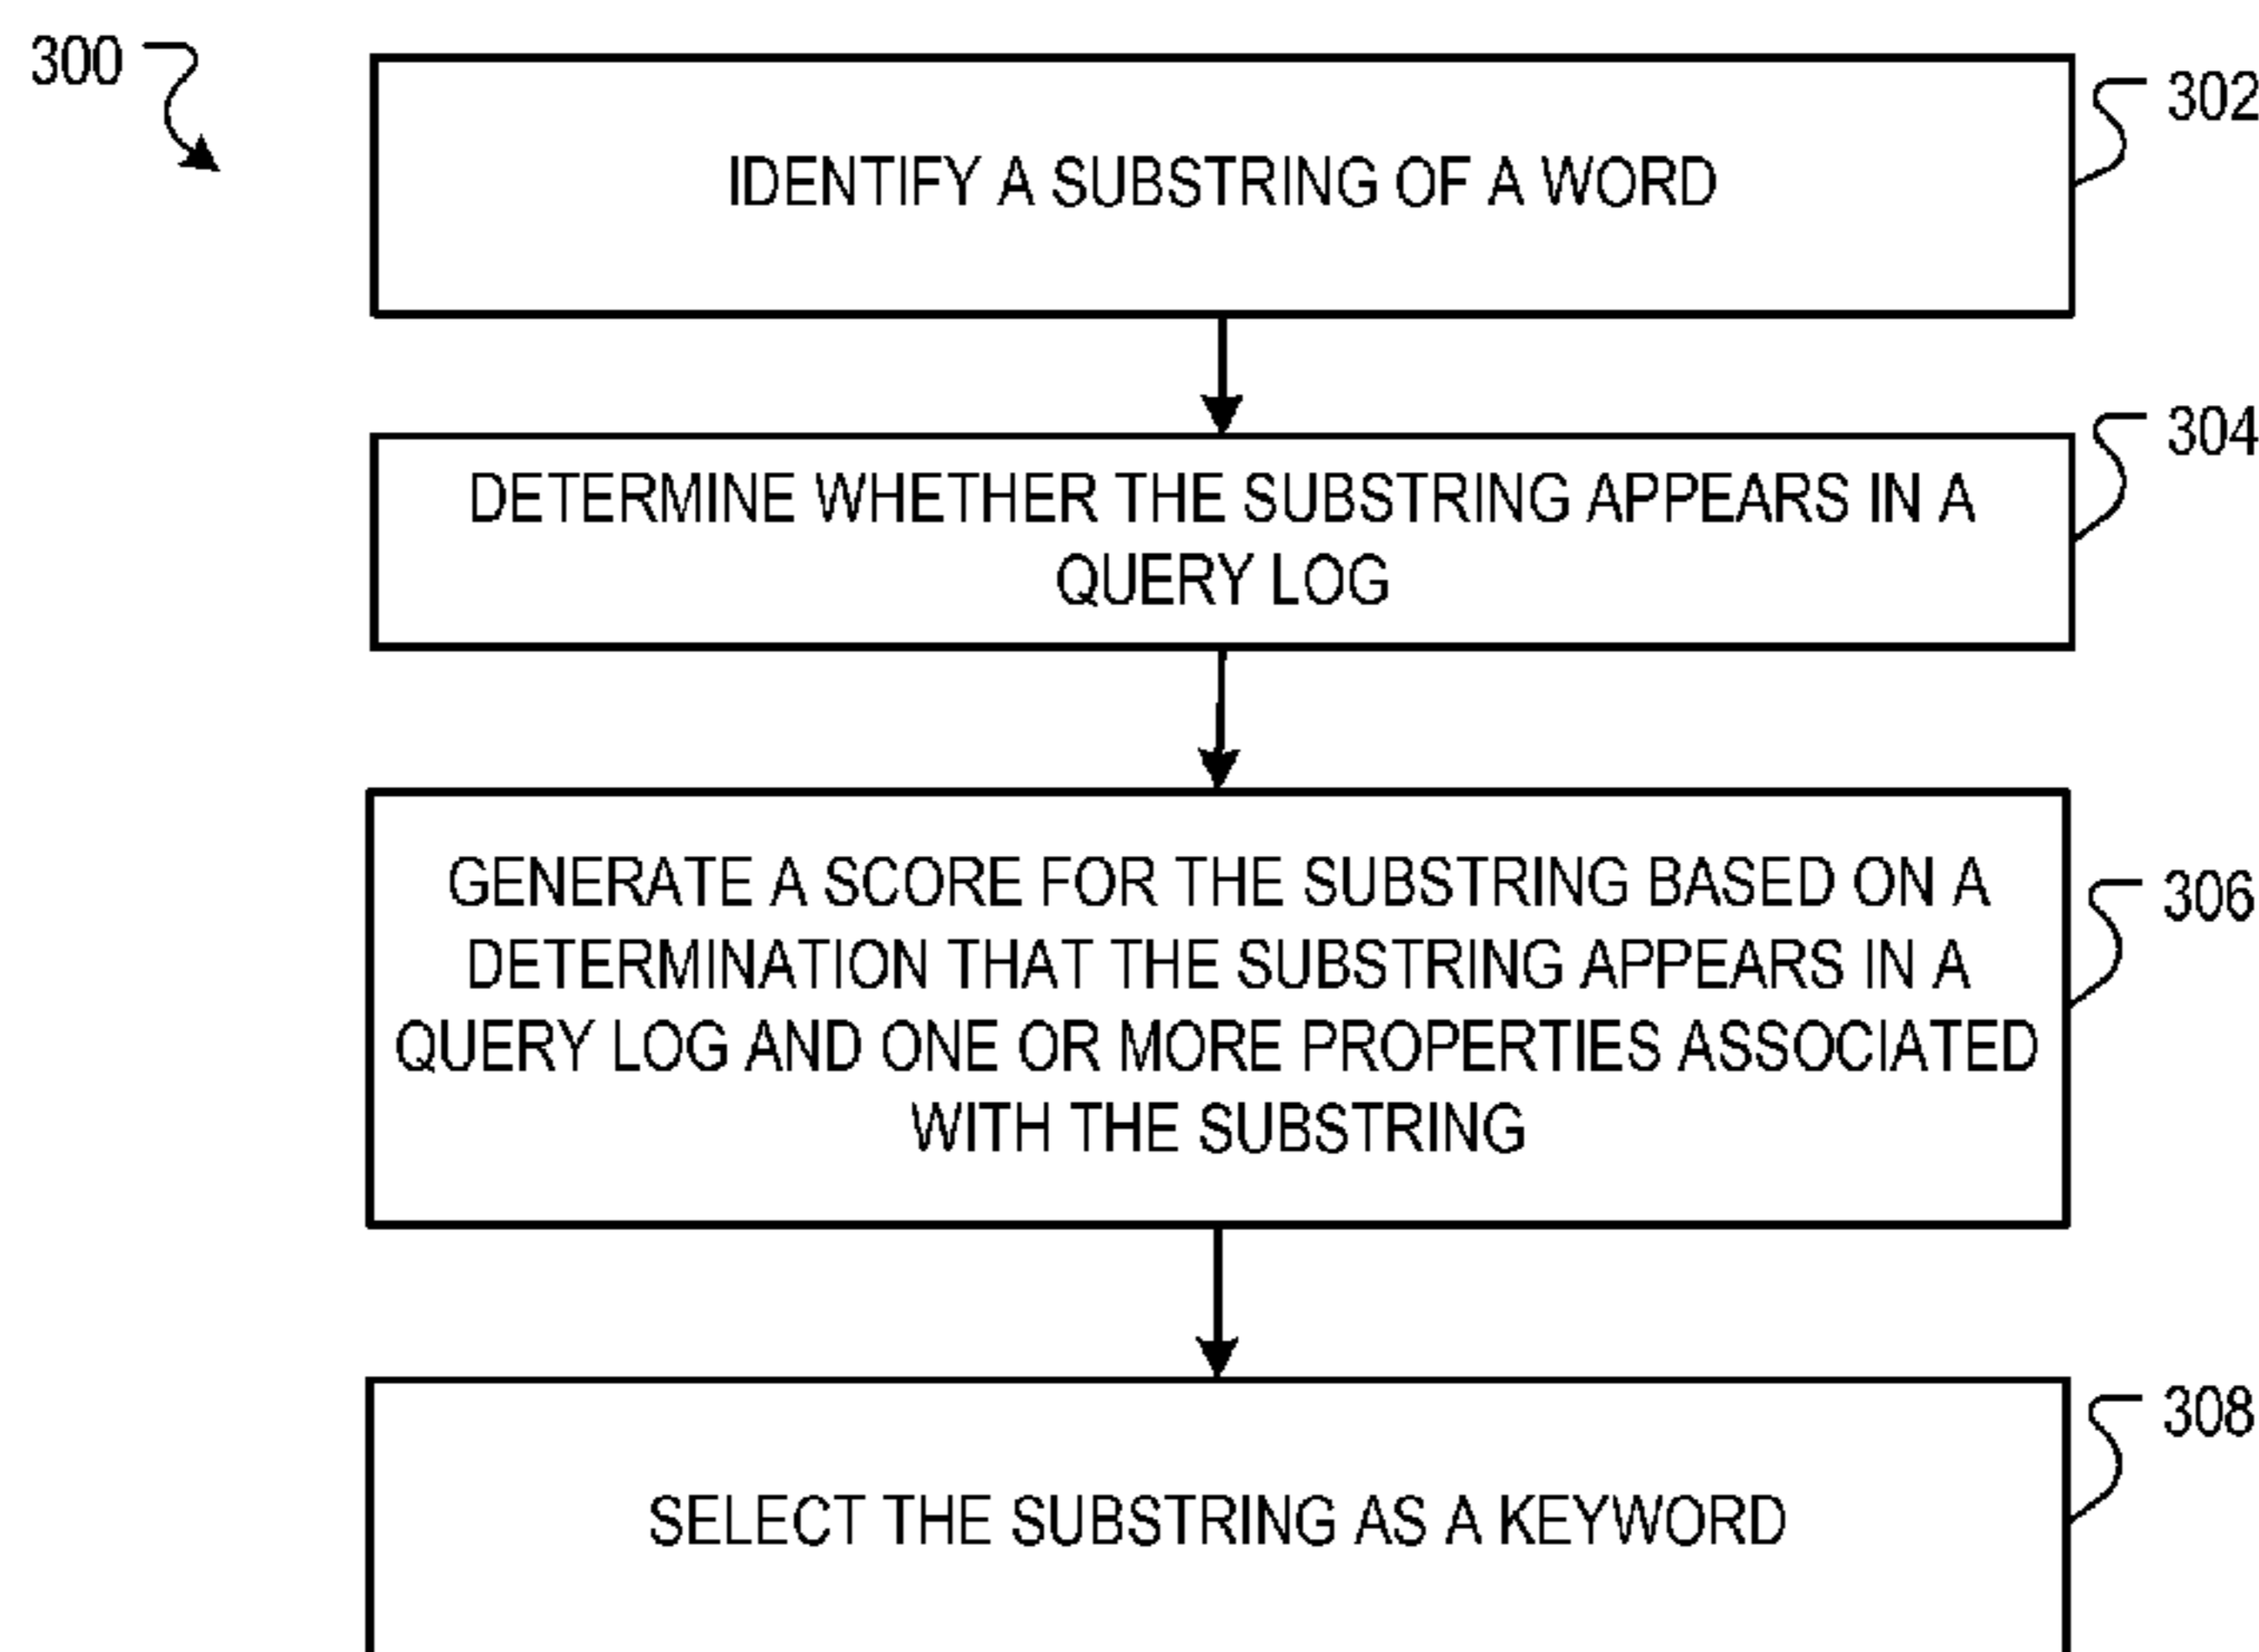 300
302
IDENTIFY A SUBSTRING OF A WORD
304
DETERMINE WHETHER THE SUBSTRING APPEARS IN A
QUERY LOG
306
GENERATE A SCORE FOR THE SUBSTRING BASED ON A
DETERMINATION THAT THE SUBSTRING APPEARS IN A
QUERY LOG AND ONE OR MORE PROPERTIES ASSOCIATED
WITH THE SUBSTRING
308
SELECT THE SUBSTRING AS A KEYWORD